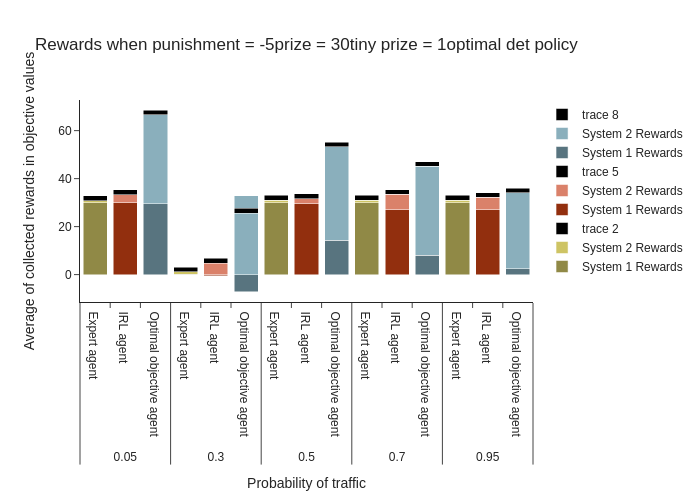 Rewards when punishment = -5prize = 30tiny prize = 1optimal det policy
Average of collected rewards in objective values
60
40
20
0
trace 8
System 2 Rewards
System 1 Rewards
trace 5
System 2 Rewards
System 1 Rewards
trace 2
System 2 Rewards
System 1 Rewards
Expert agent
IRL agent
Optimal objective agent
Expert agent
IRL agent
Optimal objective agent
Expert agent
IRL agent
Optimal objective agent
Expert agent
IRL agent
Optimal objective agent
Expert agent
IRL agent
Optimal objective agent
0.05
0.3
0.5
0.7
0.95
Probability of traffic